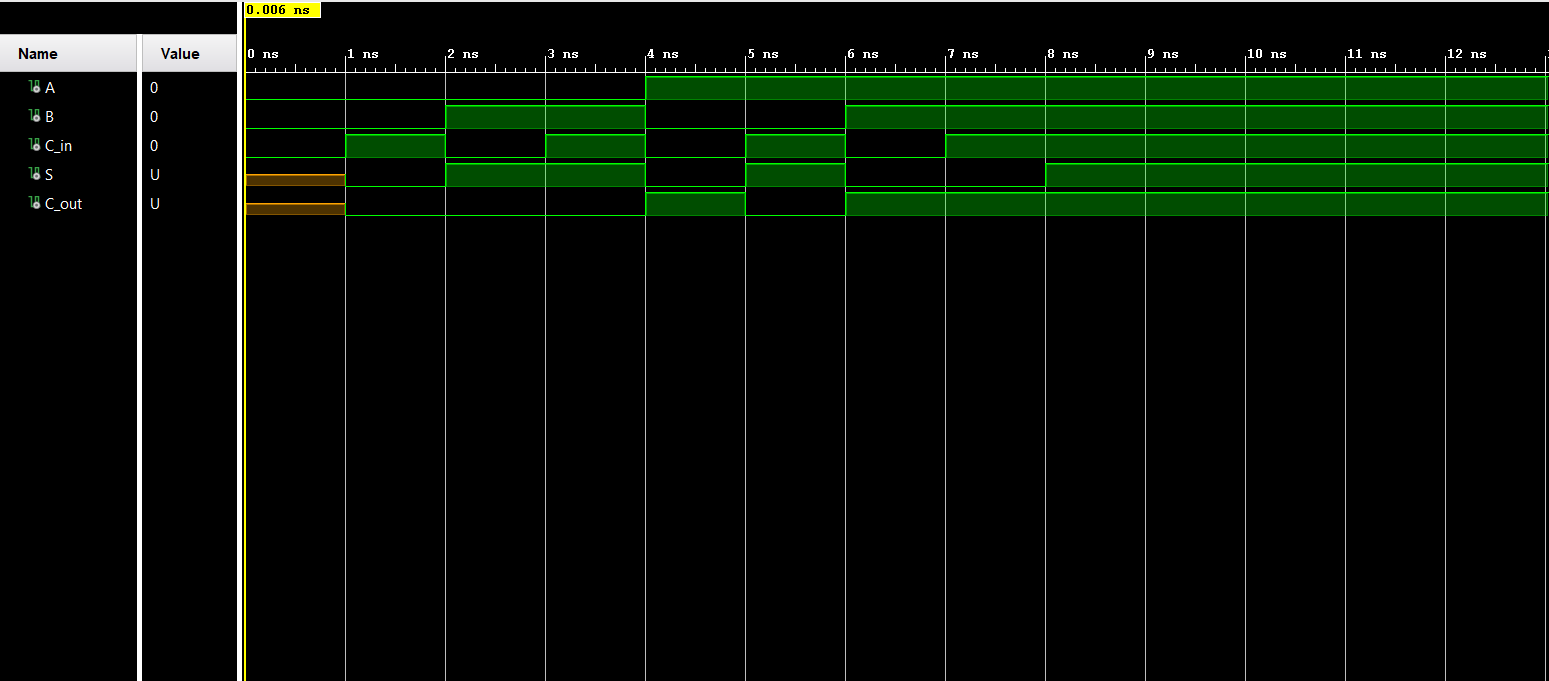 0.006 ns
Name Value 0 ns 1 ns 2 ns 3 ns 4 ns 5 ns 6 ns 7 ns 8 ns 9 ns 10 ns 11 ns 12 ns
A 0
B 0
C_in 0
S U
C_out U